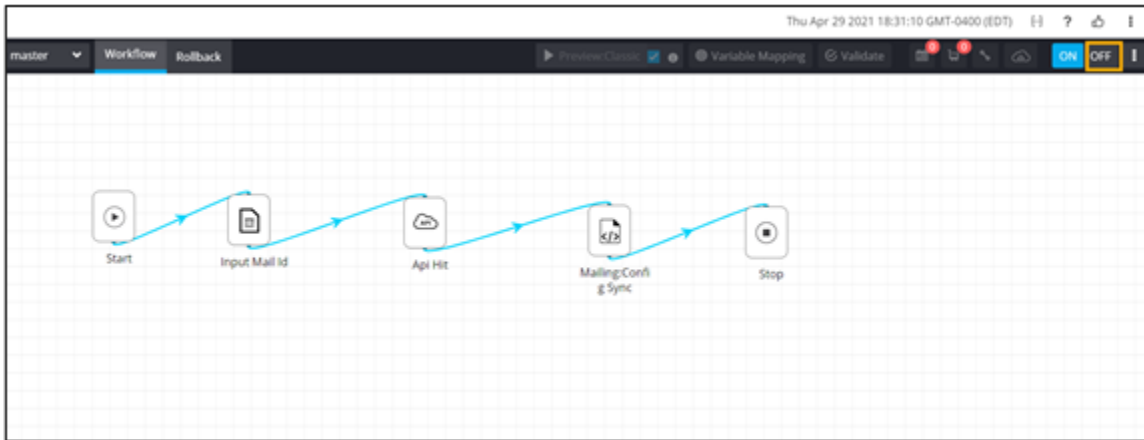 Thu Apr 29 2021 18:31:10 GMT-0400 (EDT) ?
master Workflow Rollback Preview:Classic Variable Mapping Validate 0 0 ON OFF
Start
Input Mail Id
API
Api Hit
</>
Mailing:Confi
g Sync
Stop